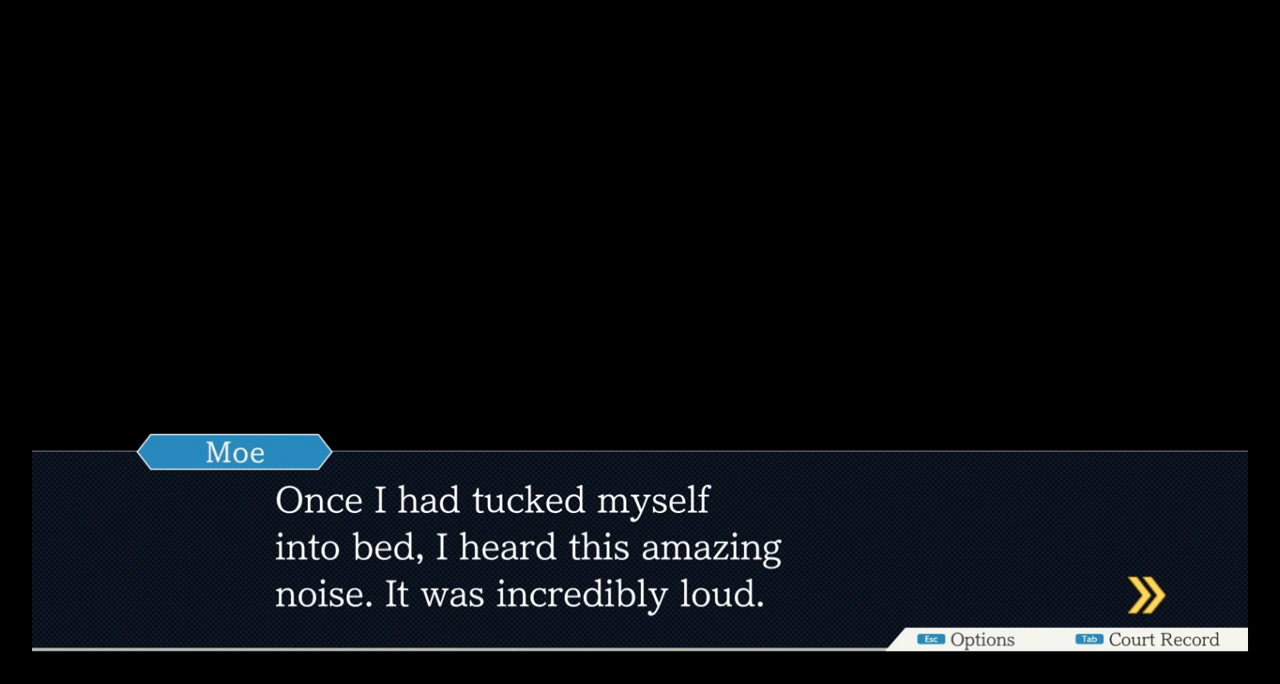 Moe
Once I had tucked myself
into bed, I heard this amazing
noise. It was incredibly loud.
Esc Options Tab Court Record